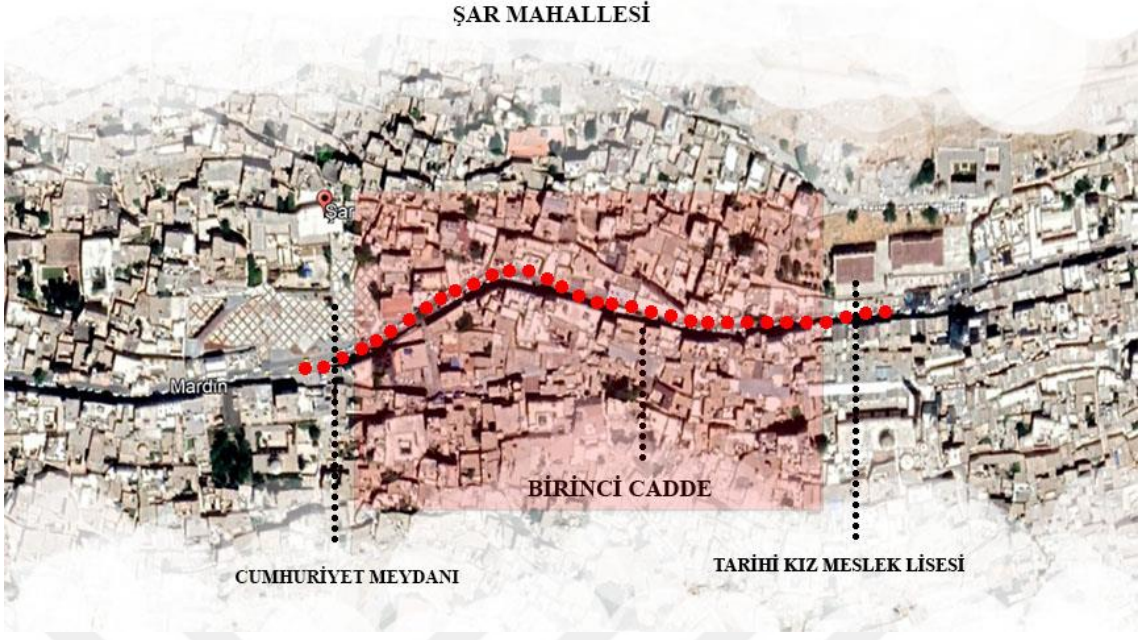 ŞAR MAHALLESİ
Şar
Mardin
BİRİNCİ CADDE
TARİHİ KIZ MESLEK LİSESİ
CUMHURİYET MEYDANI